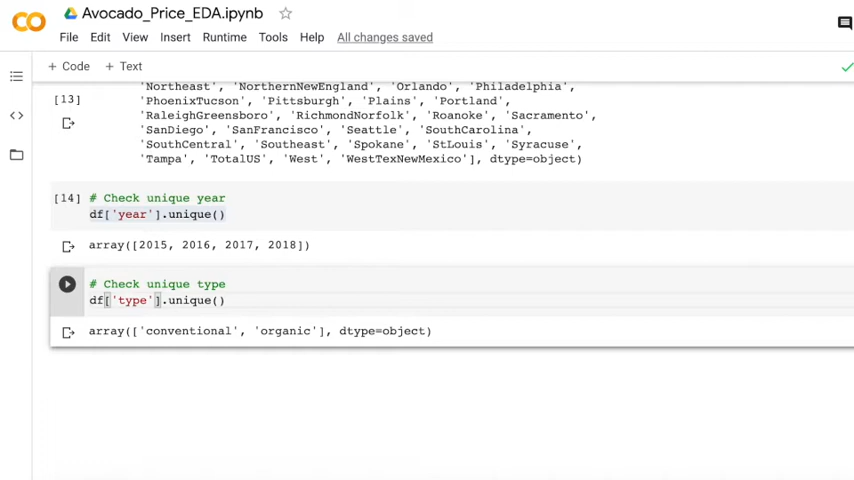 Avocado_Price_EDA.ipynb
File Edit View Insert Runtime Tools Help All changes saved
+ Code + Text
'Northeast', 'NorthernNewEngland', 'Orlando', 'Philadelphia',
[13] 'PhoenixTucson', 'Pittsburgh', 'Plains', 'Portland',
'RaleighGreensboro', 'RichmondNorfolk', 'Roanoke', 'Sacramento',
'SanDiego', 'SanFrancisco', 'Seattle', 'SouthCarolina',
'SouthCentral', 'Southeast', 'Spokane', 'StLouis', 'Syracuse',
'Tampa', 'TotalUS', 'West', 'WestTexNewMexico'], dtype=object)
[14] # Check unique year
df['year'].unique()
array([2015, 2016, 2017, 2018])
# Check unique type
df['type'].unique()
array(['conventional', 'organic'], dtype=object)